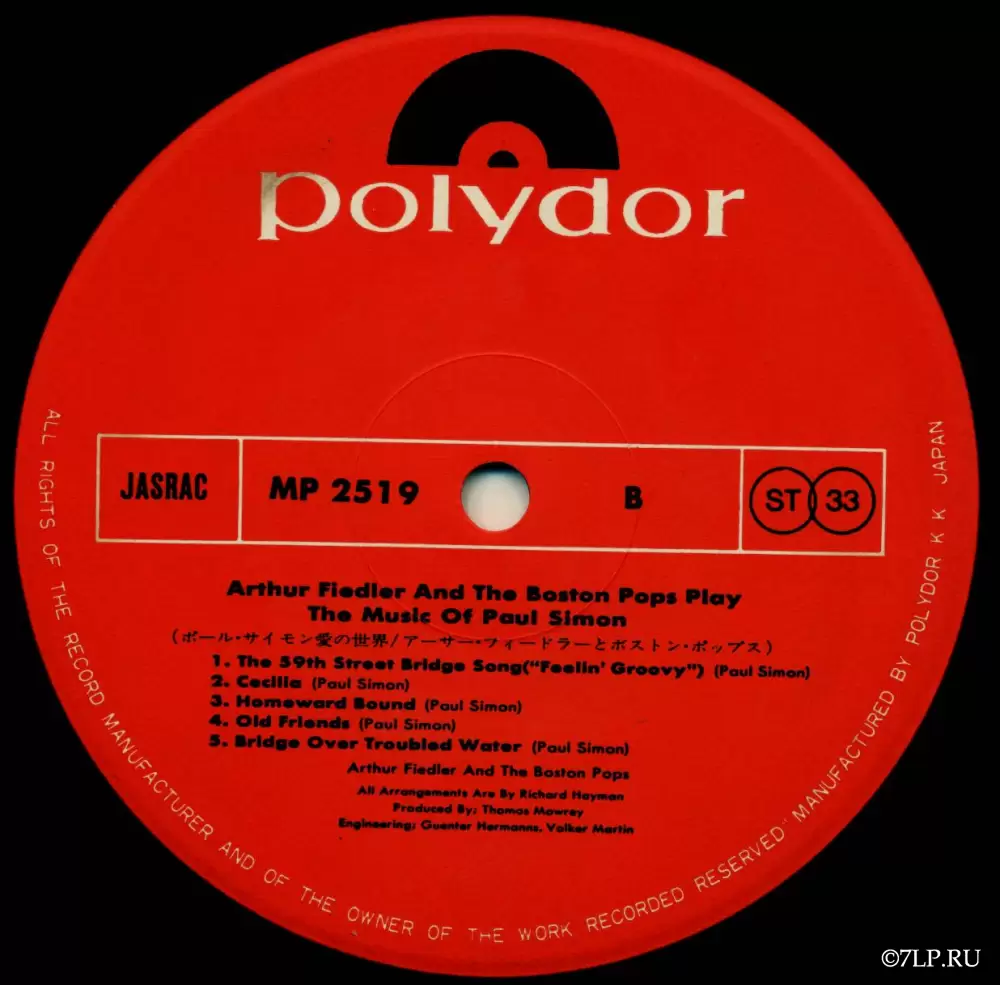 polydor
JASRAC
MP 2519
B
ST 33
Arthur Fiedler And The Boston Pops Play
The Music Of Paul Simon
(ポール・サイモン愛の世界/アーサー・フィードラーとボストン・ポップス)
1. The 59th Street Bridge Song("Feelin' Groovy") (Paul Simon)
2. Cecilia (Paul Simon)
3. Homeward Bound (Paul Simon)
4. Old Friends (Paul Simon)
5. Bridge Over Troubled Water (Paul Simon)
Arthur Fiedler And The Boston Pops
All Arrangements Are By Richard Hayman
Produced By; Thomas Mowrey
Engineering; Guenter Hermanns, Volker Martin
ALL RIGHTS OF THE RECORD MANUFACTURER AND OF THE OWNER OF THE WORK RECORDED RESERVED" MANUFACTURED BY POLYDOR K K JAPAN
©7LP.RU